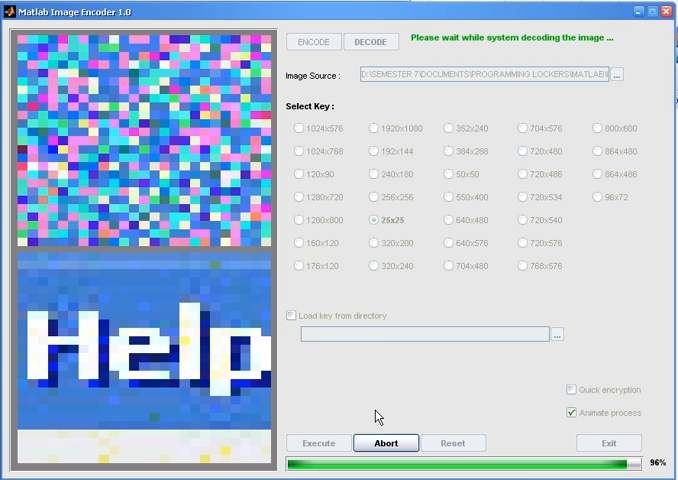 Matlab Image Encoder 1.0
ENCODE DECODE
Please wait while system decoding the image ...
Image Source : D:\SEMESTER 7\DOCUMENTS\PROGRAMMING LOCKERS\MATLAB\ ...
Select Key :
1024x576 1920x1080 352x240 704x576 800x600
1024x768 192x144 384x288 720x480 864x480
120x90 240x180 50x50 720x486 864x486
1280x720 256x256 550x400 720x534 96x72
1280x800 25x25 640x480 720x540
160x120 320x200 640x576 720x576
176x120 320x240 704x480 768x576
Load key from directory
...
Help
Quick encryption
Animate process
Execute Abort Reset Exit
96%